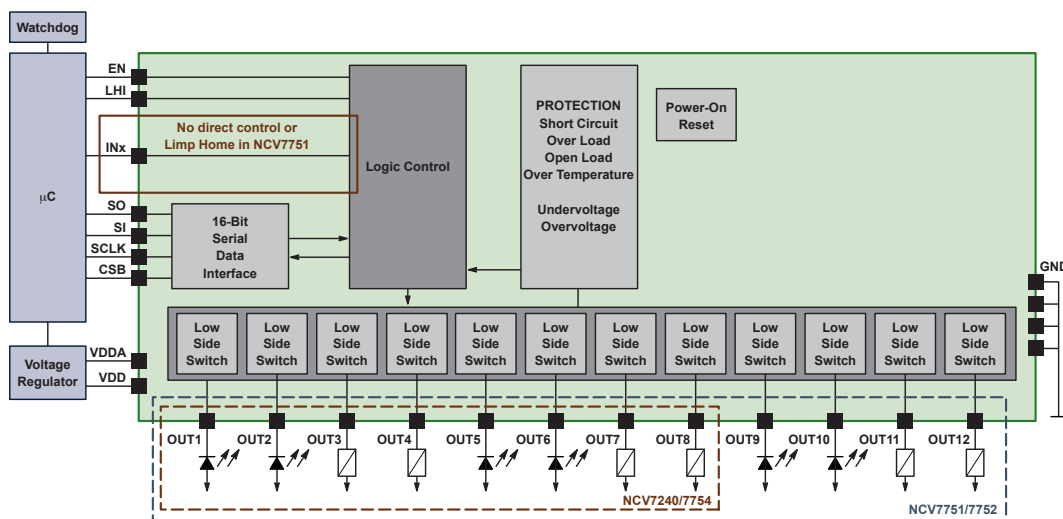 Watchdog
μC
Voltage
Regulator
EN
LHI
INx
SO
SI
SCLK
CSB
VDDA
VDD
No direct control or
Limp Home in NCV7751
16-Bit
Serial
Data
Interface
Logic Control
PROTECTION
Short Circuit
Over Load
Open Load
Over Temperature
Undervoltage
Overvoltage
Power-On
Reset
GND
Low
Side
Switch
Low
Side
Switch
Low
Side
Switch
Low
Side
Switch
Low
Side
Switch
Low
Side
Switch
Low
Side
Switch
Low
Side
Switch
Low
Side
Switch
Low
Side
Switch
Low
Side
Switch
Low
Side
Switch
OUT1
OUT2
OUT3
OUT4
OUT5
OUT6
OUT7
OUT8
OUT9
OUT10
OUT11
OUT12
NCV7240/7754
NCV7751/7752